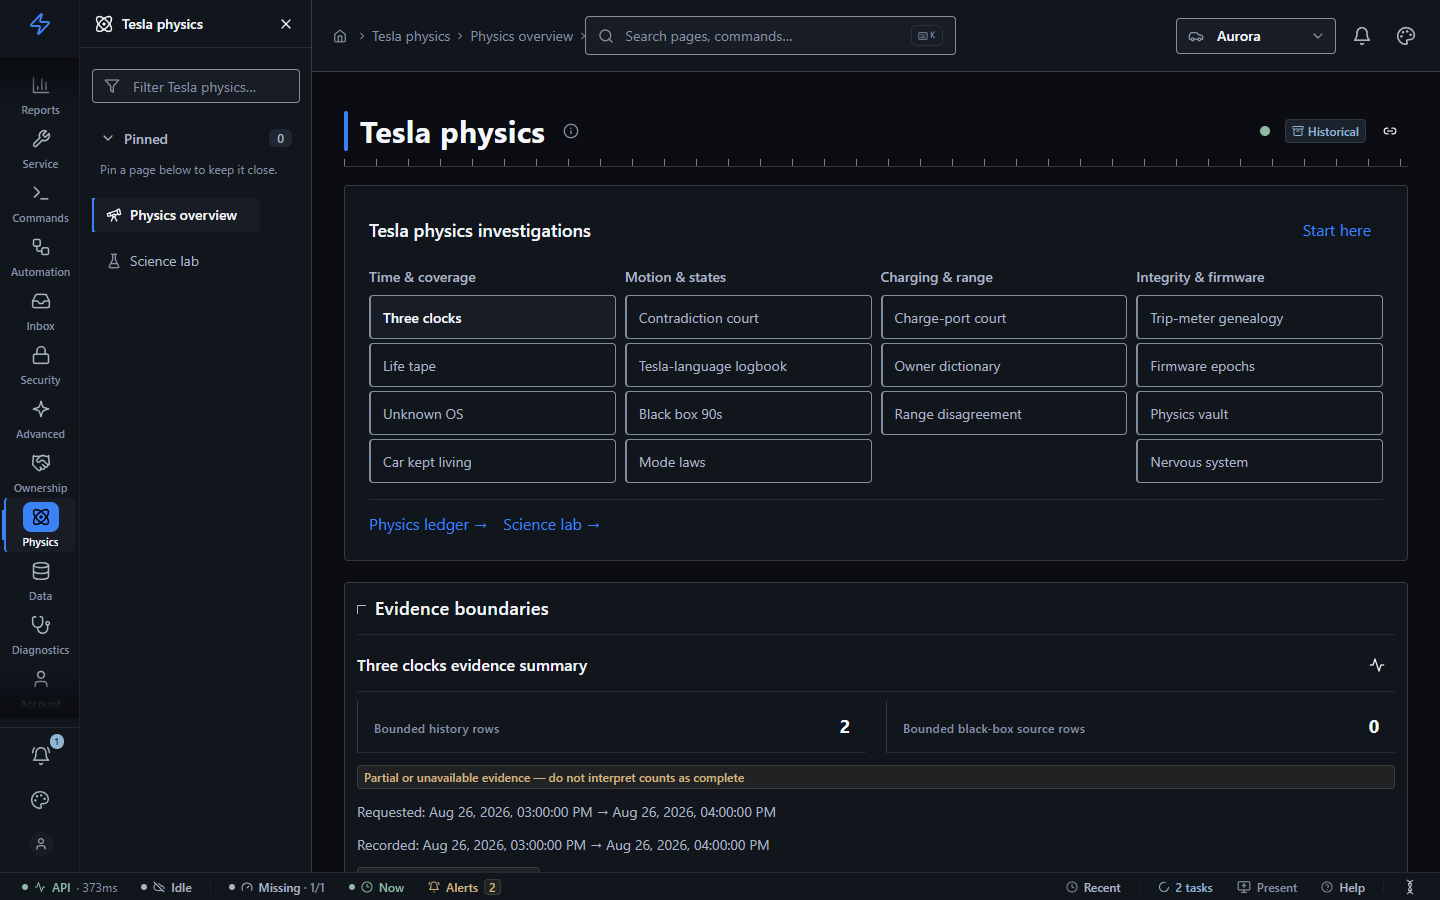 Tesla physics
Filter Tesla physics...
Pinned
0
Pin a page below to keep it close.
Physics overview
Science lab
Reports
Service
Commands
Automation
Inbox
Security
Advanced
Ownership
Physics
Data
Diagnostics
Account
1
Tesla physics
Physics overview
Search pages, commands...
K
Aurora
Tesla physics
Historical
Tesla physics investigations
Start here
Time & coverage
Motion & states
Charging & range
Integrity & firmware
Three clocks
Contradiction court
Charge-port court
Trip-meter genealogy
Life tape
Tesla-language logbook
Owner dictionary
Firmware epochs
Unknown OS
Black box 90s
Range disagreement
Physics vault
Car kept living
Mode laws
Nervous system
Physics ledger →
Science lab →
Evidence boundaries
Three clocks evidence summary
Bounded history rows
2
Bounded black-box source rows
0
Partial or unavailable evidence — do not interpret counts as complete
Requested: Aug 26, 2026, 03:00:00 PM → Aug 26, 2026, 04:00:00 PM
Recorded: Aug 26, 2026, 03:00:00 PM → Aug 26, 2026, 04:00:00 PM
API · 373ms
Idle
Missing · 1/1
Now
Alerts 2
Recent
2 tasks
Present
Help